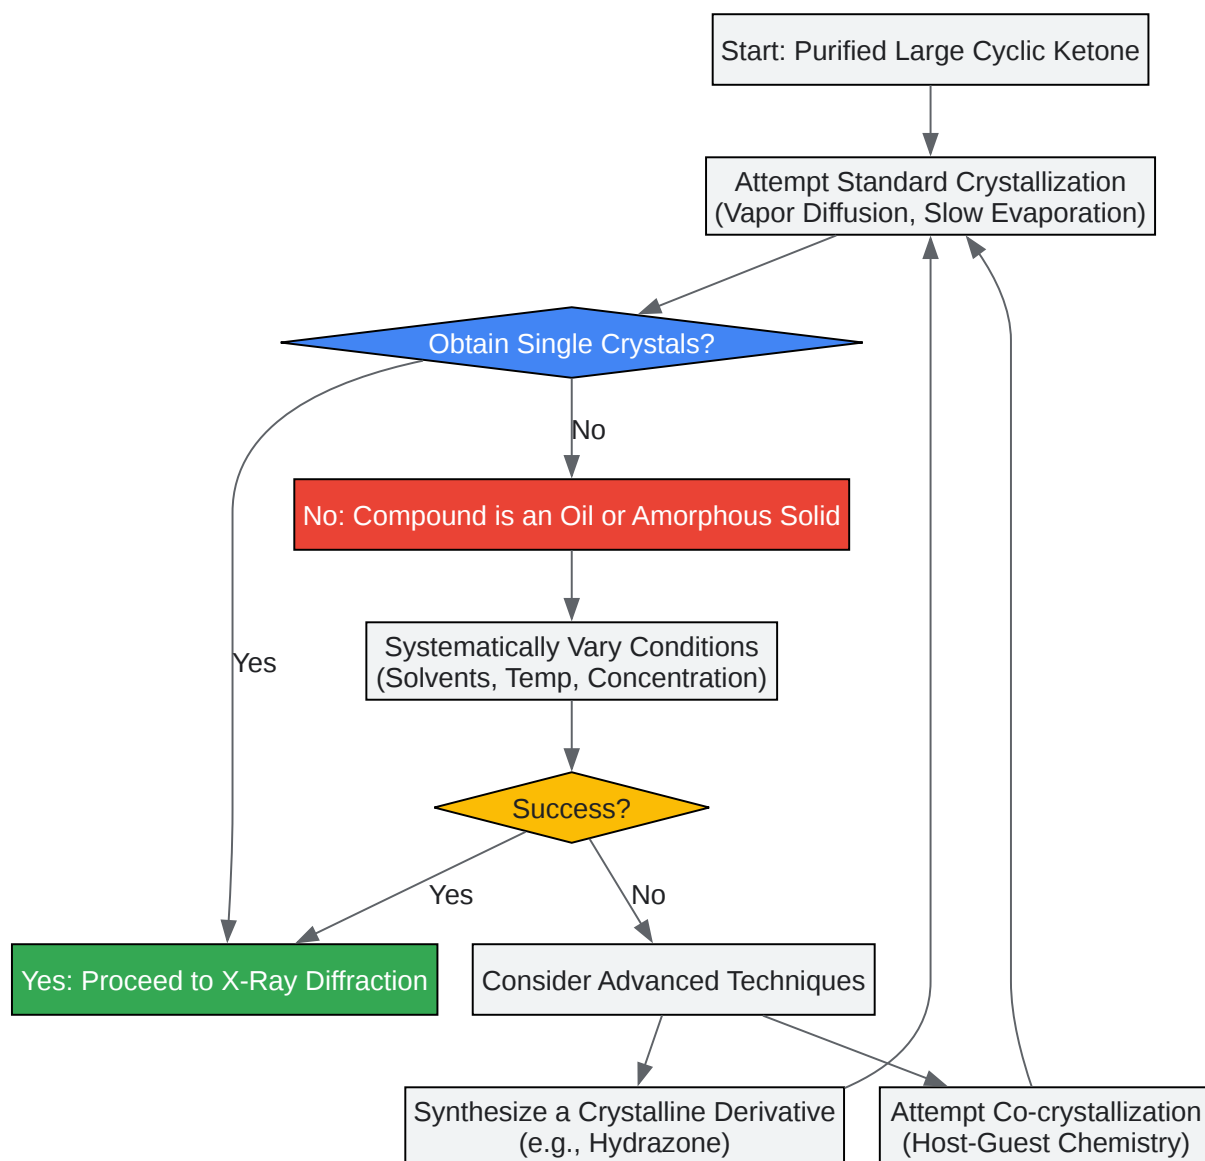 Start: Purified Large Cyclic Ketone
Attempt Standard Crystallization
(Vapor Diffusion, Slow Evaporation)
Obtain Single Crystals?
No
No: Compound is an Oil or Amorphous Solid
Systematically Vary Conditions
(Solvents, Temp, Concentration)
Yes
Success?
Yes
No
Yes: Proceed to X-Ray Diffraction
Consider Advanced Techniques
Synthesize a Crystalline Derivative
(e.g., Hydrazone)
Attempt Co-crystallization
(Host-Guest Chemistry)